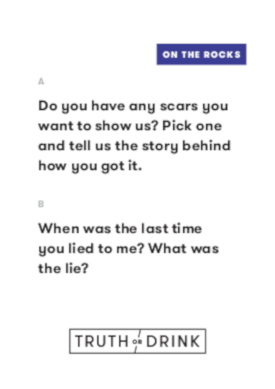 ON THE ROCKS
A
Do you have any scars you
want to show us? Pick one
and tell us the story behind
how you got it.
B
When was the last time
you lied to me? What was
the lie?
TRUTH OR DRINK